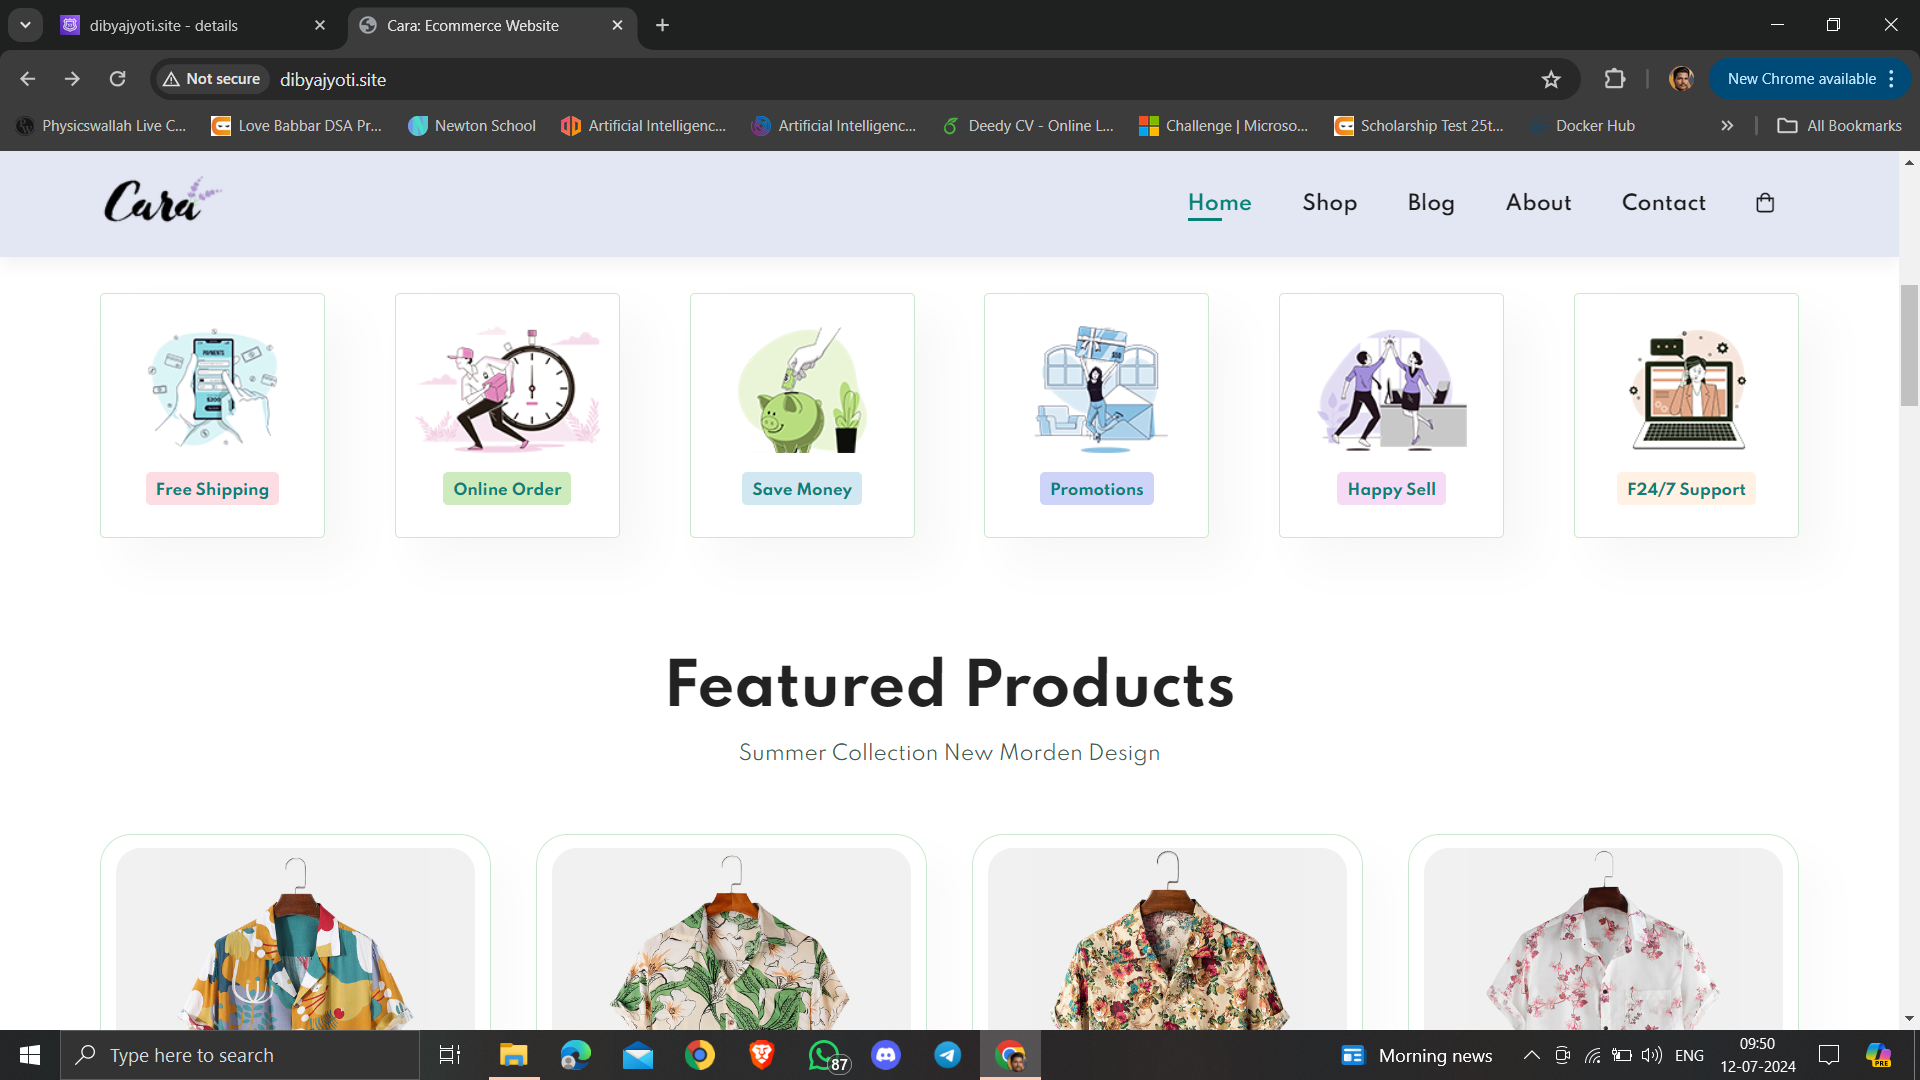 dibyajyoti.site - details
Cara: Ecommerce Website
Not secure
dibyajyoti.site
New Chrome available
Physicswallah Live C...
Love Babbar DSA Pr...
Newton School
Artificial Intelligenc...
Artificial Intelligenc...
Deedy CV - Online L...
Challenge | Microso...
Scholarship Test 25t...
Docker Hub
All Bookmarks
Cara
Home
Shop
Blog
About
Contact
PAYMENTS
Free Shipping
Online Order
Save Money
Promotions
Happy Sell
F24/7 Support
Featured Products
Summer Collection New Morden Design
Type here to search
87
Morning news
ENG
09:50
12-07-2024
PRE